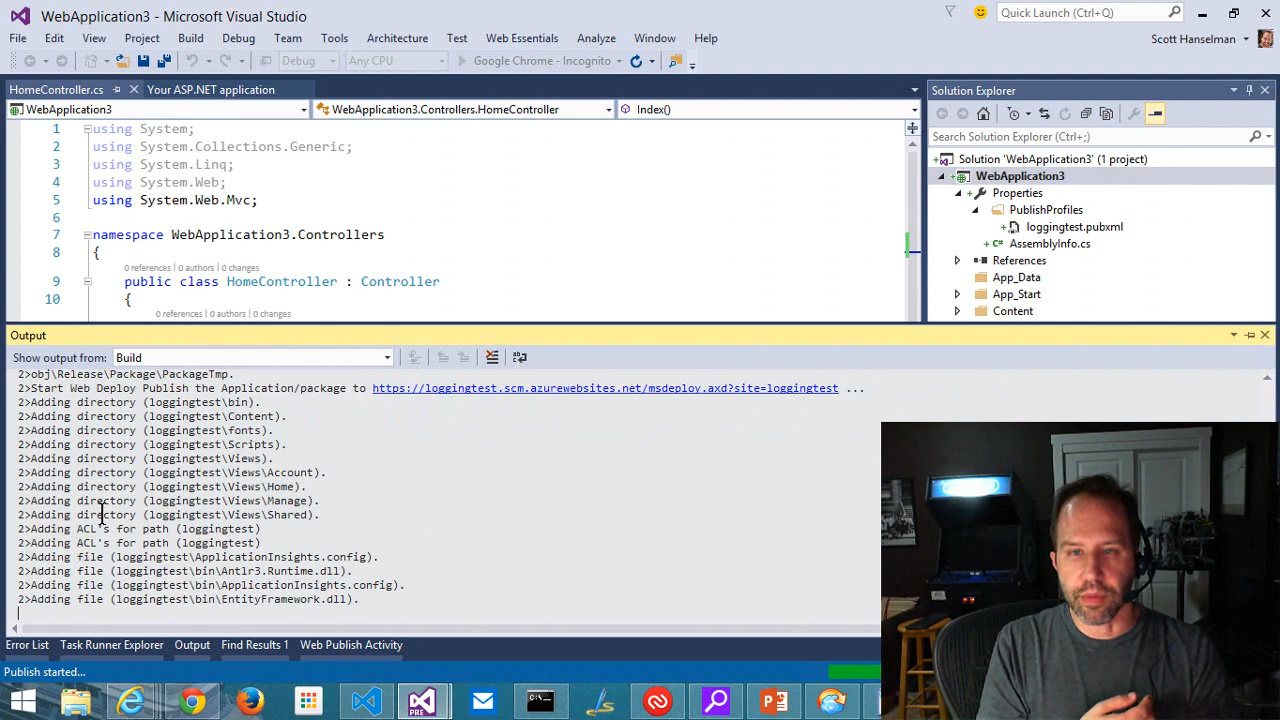 WebApplication3 - Microsoft Visual Studio
Quick Launch (Ctrl+Q)
File Edit View Project Build Debug Team Tools Architecture Test Web Essentials Analyze Window Help
Scott Hanselman
Debug Any CPU Google Chrome - Incognito
HomeController.cs Your ASP.NET application
WebApplication3 WebApplication3.Controllers.HomeController Index()
1 using System;
2 using System.Collections.Generic;
3 using System.Linq;
4 using System.Web;
5 using System.Web.Mvc;
6
7 namespace WebApplication3.Controllers
8 {
0 references | 0 authors | 0 changes
9 public class HomeController : Controller
10 {
0 references | 0 authors | 0 changes
Solution Explorer
Search Solution Explorer (Ctrl+;)
Solution 'WebApplication3' (1 project)
WebApplication3
Properties
PublishProfiles
loggingtest.pubxml
AssemblyInfo.cs
References
App_Data
App_Start
Content
Output
Show output from: Build
2>obj\Release\Package\PackageTmp.
2>Start Web Deploy Publish the Application/package to https://loggingtest.scm.azurewebsites.net/msdeploy.axd?site=loggingtest ...
2>Adding directory (loggingtest\bin).
2>Adding directory (loggingtest\Content).
2>Adding directory (loggingtest\fonts).
2>Adding directory (loggingtest\Scripts).
2>Adding directory (loggingtest\Views).
2>Adding directory (loggingtest\Views\Account).
2>Adding directory (loggingtest\Views\Home).
2>Adding directory (loggingtest\Views\Manage).
2>Adding directory (loggingtest\Views\Shared).
2>Adding ACL's for path (loggingtest)
2>Adding ACL's for path (loggingtest)
2>Adding file (loggingtest\ApplicationInsights.config).
2>Adding file (loggingtest\bin\Antlr3.Runtime.dll).
2>Adding file (loggingtest\bin\ApplicationInsights.config).
2>Adding file (loggingtest\bin\EntityFramework.dll).
Error List Task Runner Explorer Output Find Results 1 Web Publish Activity
Publish started...
PRE